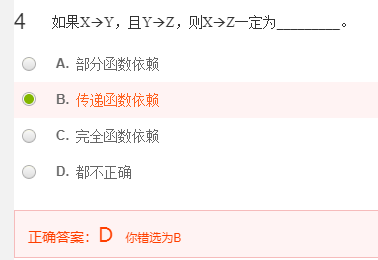 4 如果X→Y，且Y→Z，则X→Z一定为_________。
A. 部分函数依赖
B. 传递函数依赖
C. 完全函数依赖
D. 都不正确
正确答案：D 你错选为B